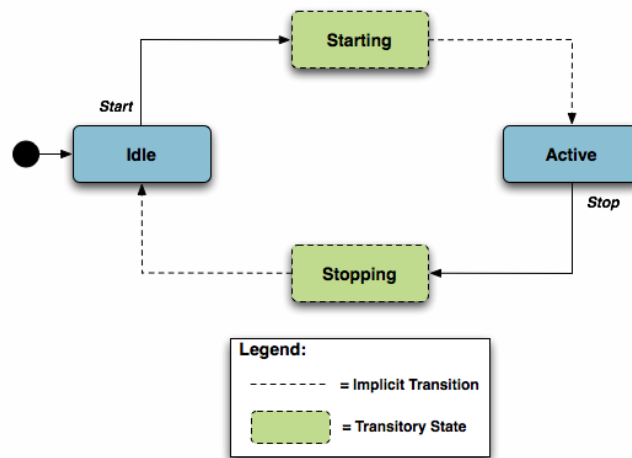 Starting
Start
Idle
Active
Stop
Stopping
Legend:
= Implicit Transition
= Transitory State